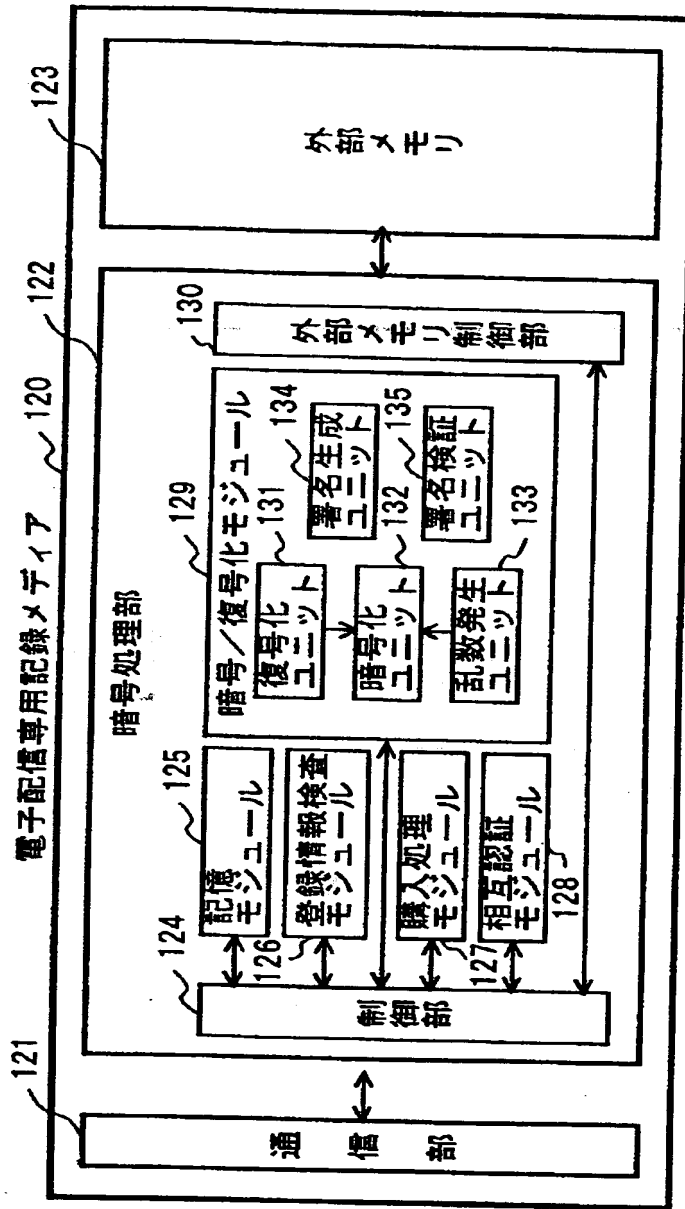 電子配信専用記録メディア
120
121
通信部
122
暗号処理部
123
外部メモリ
124
制御部
125
記憶
モジュール
126
登録情報検査
モジュール
127
購入処理
モジュール
128
相互認証
モジュール
129
暗号／復号化モジュール
130
外部メモリ制御部
131
復号化
ユニット
132
暗号化
ユニット
133
乱数発生
ユニット
134
署名生成
ユニット
135
署名検証
ユニット